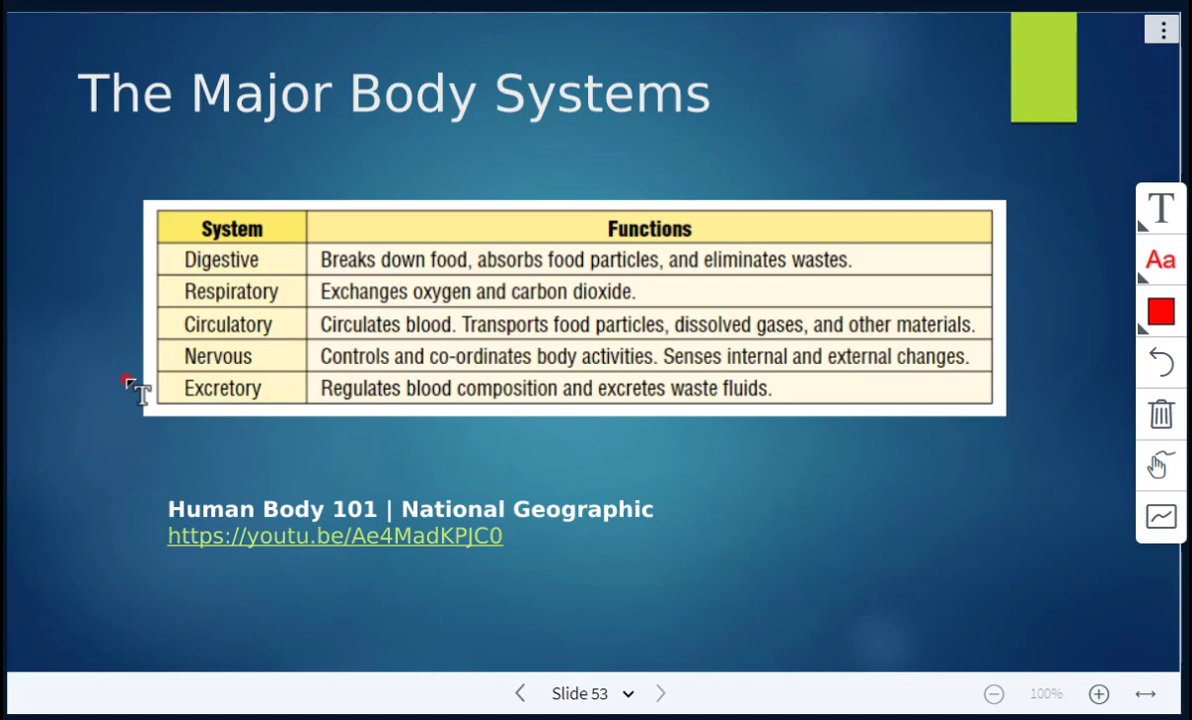 The Major Body Systems
System Functions
Digestive Breaks down food, absorbs food particles, and eliminates wastes.
Respiratory Exchanges oxygen and carbon dioxide.
Circulatory Circulates blood. Transports food particles, dissolved gases, and other materials.
Nervous Controls and co-ordinates body activities. Senses internal and external changes.
Excretory Regulates blood composition and excretes waste fluids.
Human Body 101 | National Geographic
https://youtu.be/Ae4MadKPJC0
T
Aa
Slide 53
100%